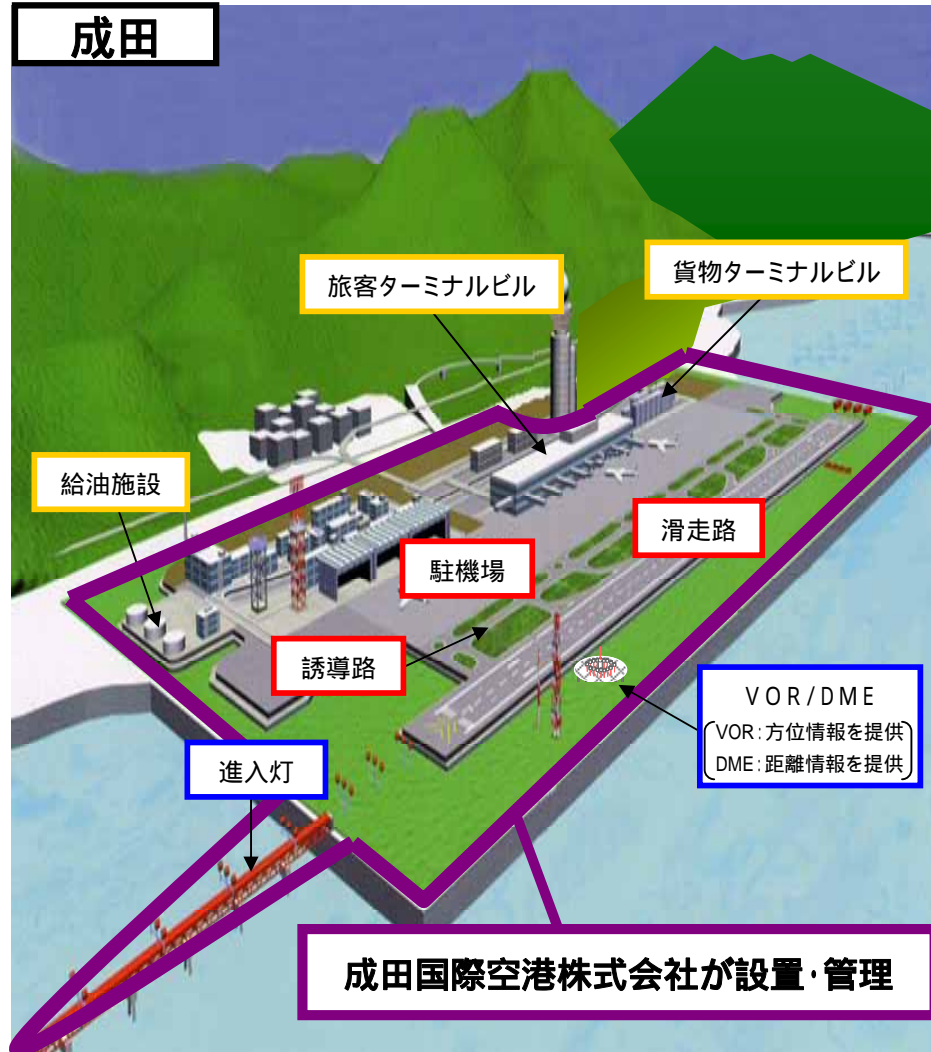 成田
旅客ターミナルビル
貨物ターミナルビル
給油施設
滑走路
駐機場
誘導路
VOR/DME
VOR:方位情報を提供
DME:距離情報を提供
進入灯
成田国際空港株式会社が設置・管理